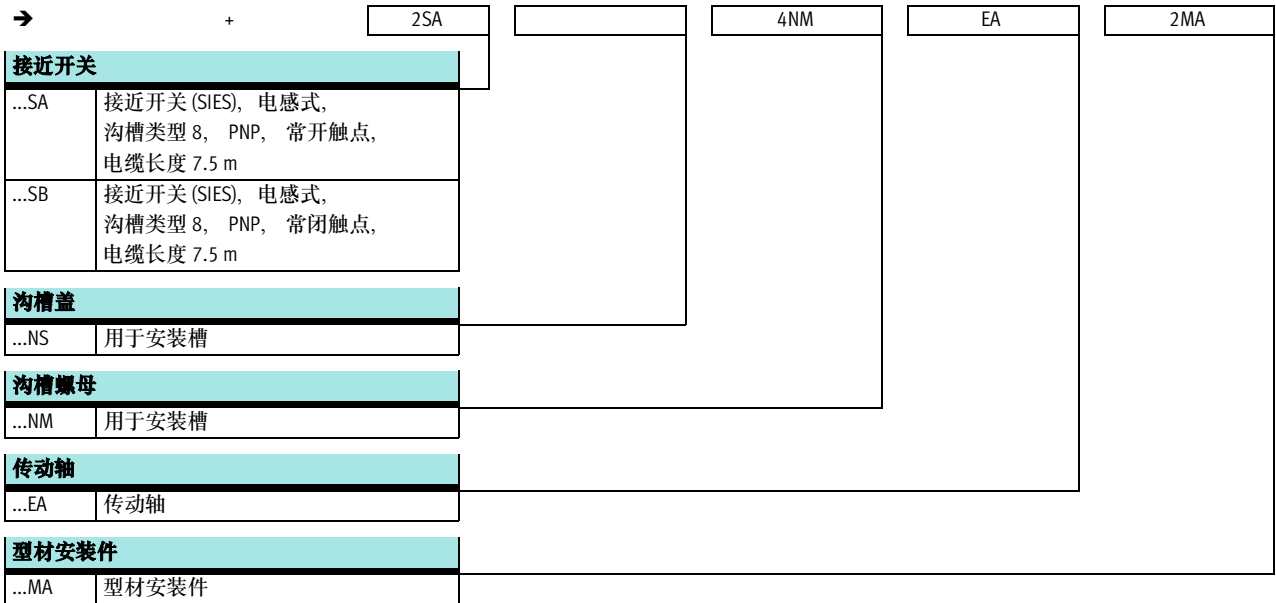 ➔ + 2SA 4NM EA 2MA
接近开关
...SA 接近开关 (SIES)，电感式，
沟槽类型 8， PNP， 常开触点，
电缆长度 7.5 m
...SB 接近开关 (SIES)，电感式，
沟槽类型 8， PNP， 常闭触点，
电缆长度 7.5 m
沟槽盖
...NS 用于安装槽
沟槽螺母
...NM 用于安装槽
传动轴
...EA 传动轴
型材安装件
...MA 型材安装件